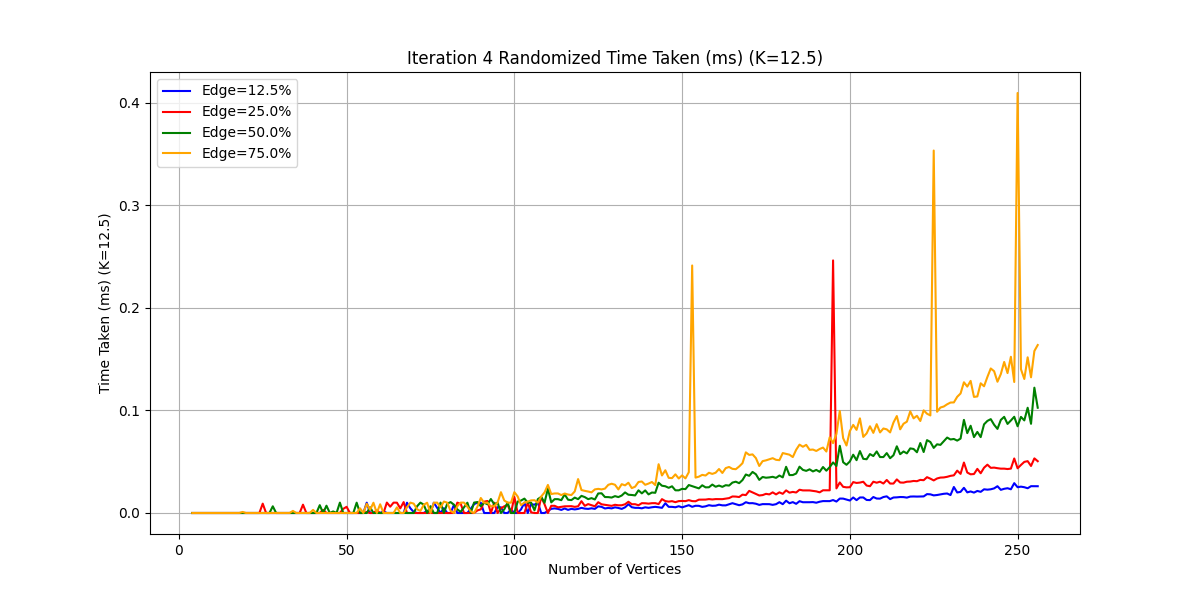 Iteration 4 Randomized Time Taken (ms) (K=12.5)
Edge=12.5%
Edge=25.0%
Edge=50.0%
Edge=75.0%
Time Taken (ms) (K=12.5)
0.4
0.3
0.2
0.1
0.0
0 50 100 150 200 250
Number of Vertices